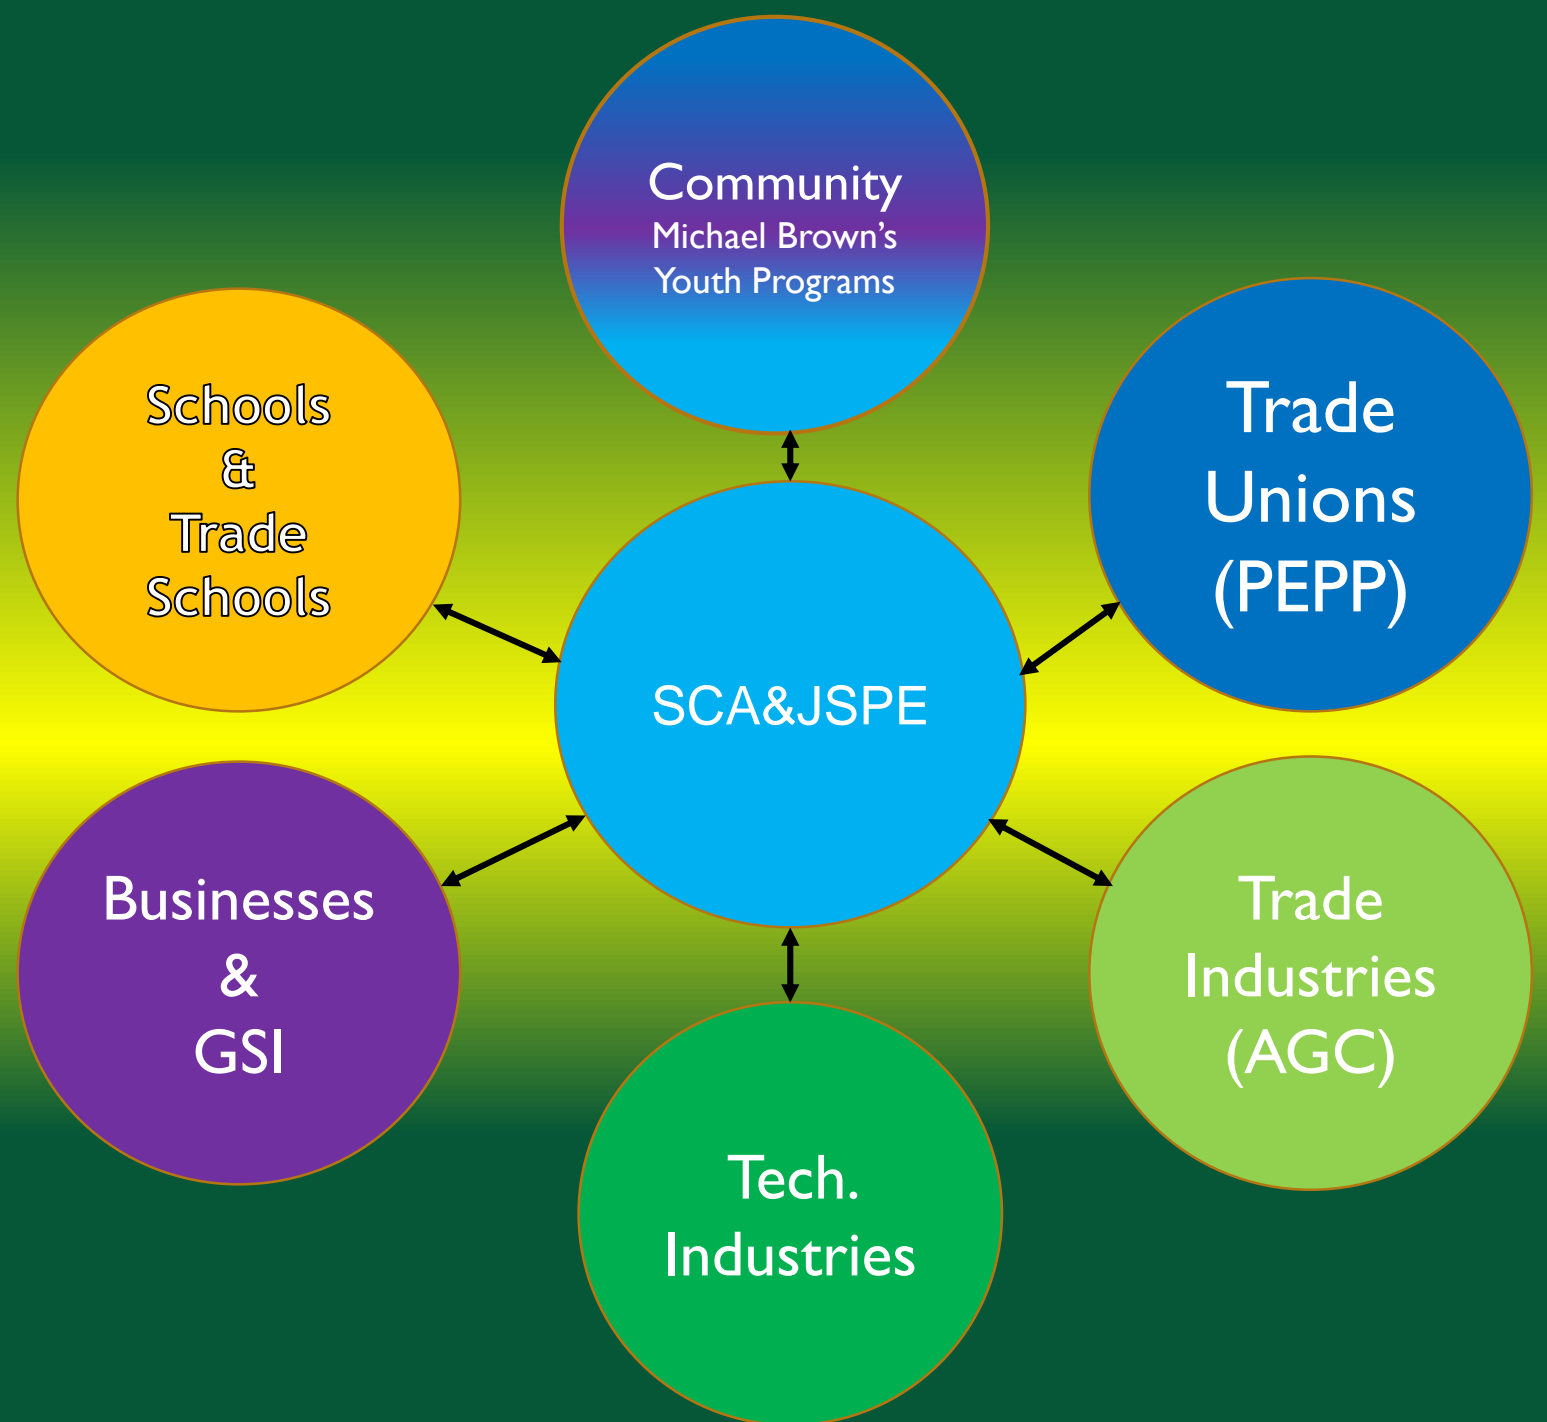 Community
Michael Brown's
Youth Programs
Schools
&
Trade
Schools
Trade
Unions
(PEPP)
SCA&JSPE
Businesses
&
GSI
Trade
Industries
(AGC)
Tech.
Industries